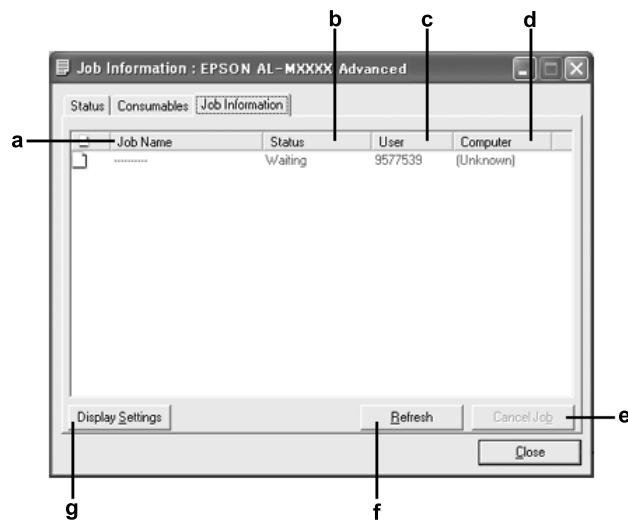 b c d
Job Information : EPSON AL-MXXXX Advanced
Status Consumables Job Information
a Job Name Status User Computer
---------- Waiting 9577539 (Unknown)
Display Settings Refresh Cancel Job e
Close
g f